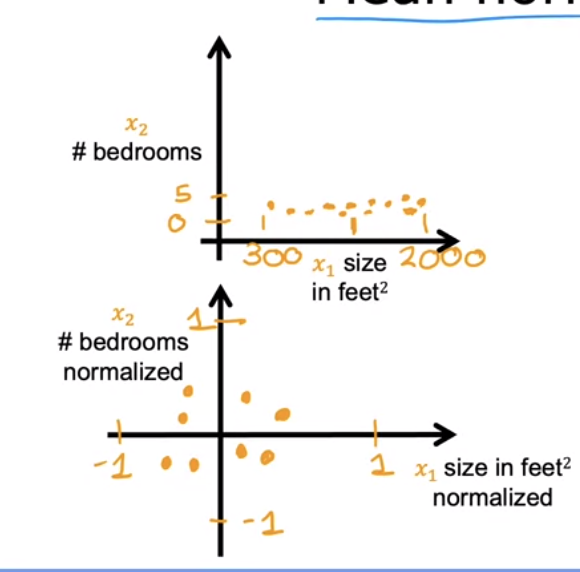 x₂
# bedrooms
5
0
300 x₁ size 2000
in feet²
x₂
# bedrooms
normalized
1
-1
1
x₁ size in feet²
normalized
-1